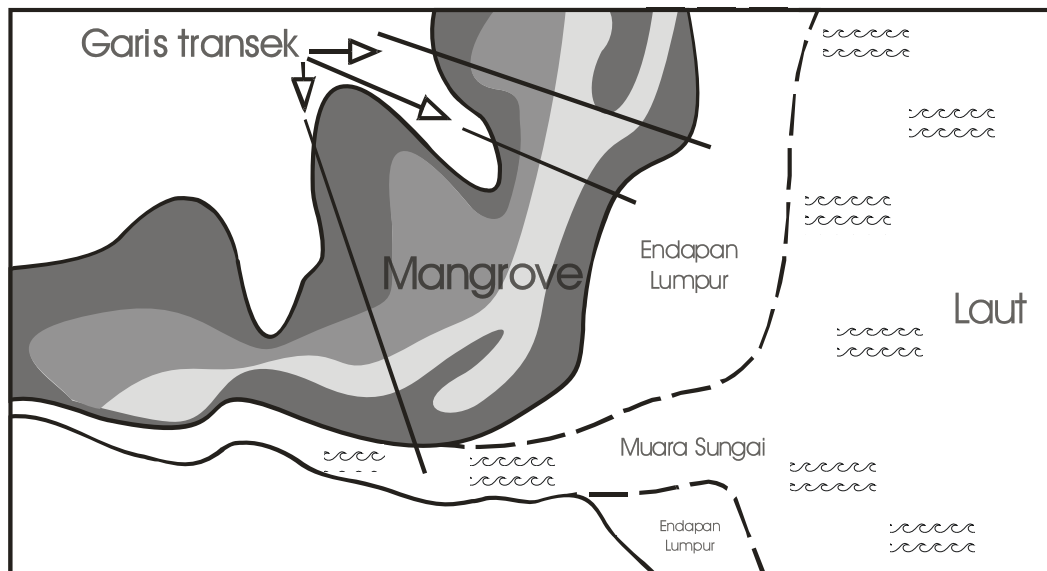 Garis transek
Mangrove
Endapan
Lumpur
Laut
Muara Sungai
Endapan
Lumpur